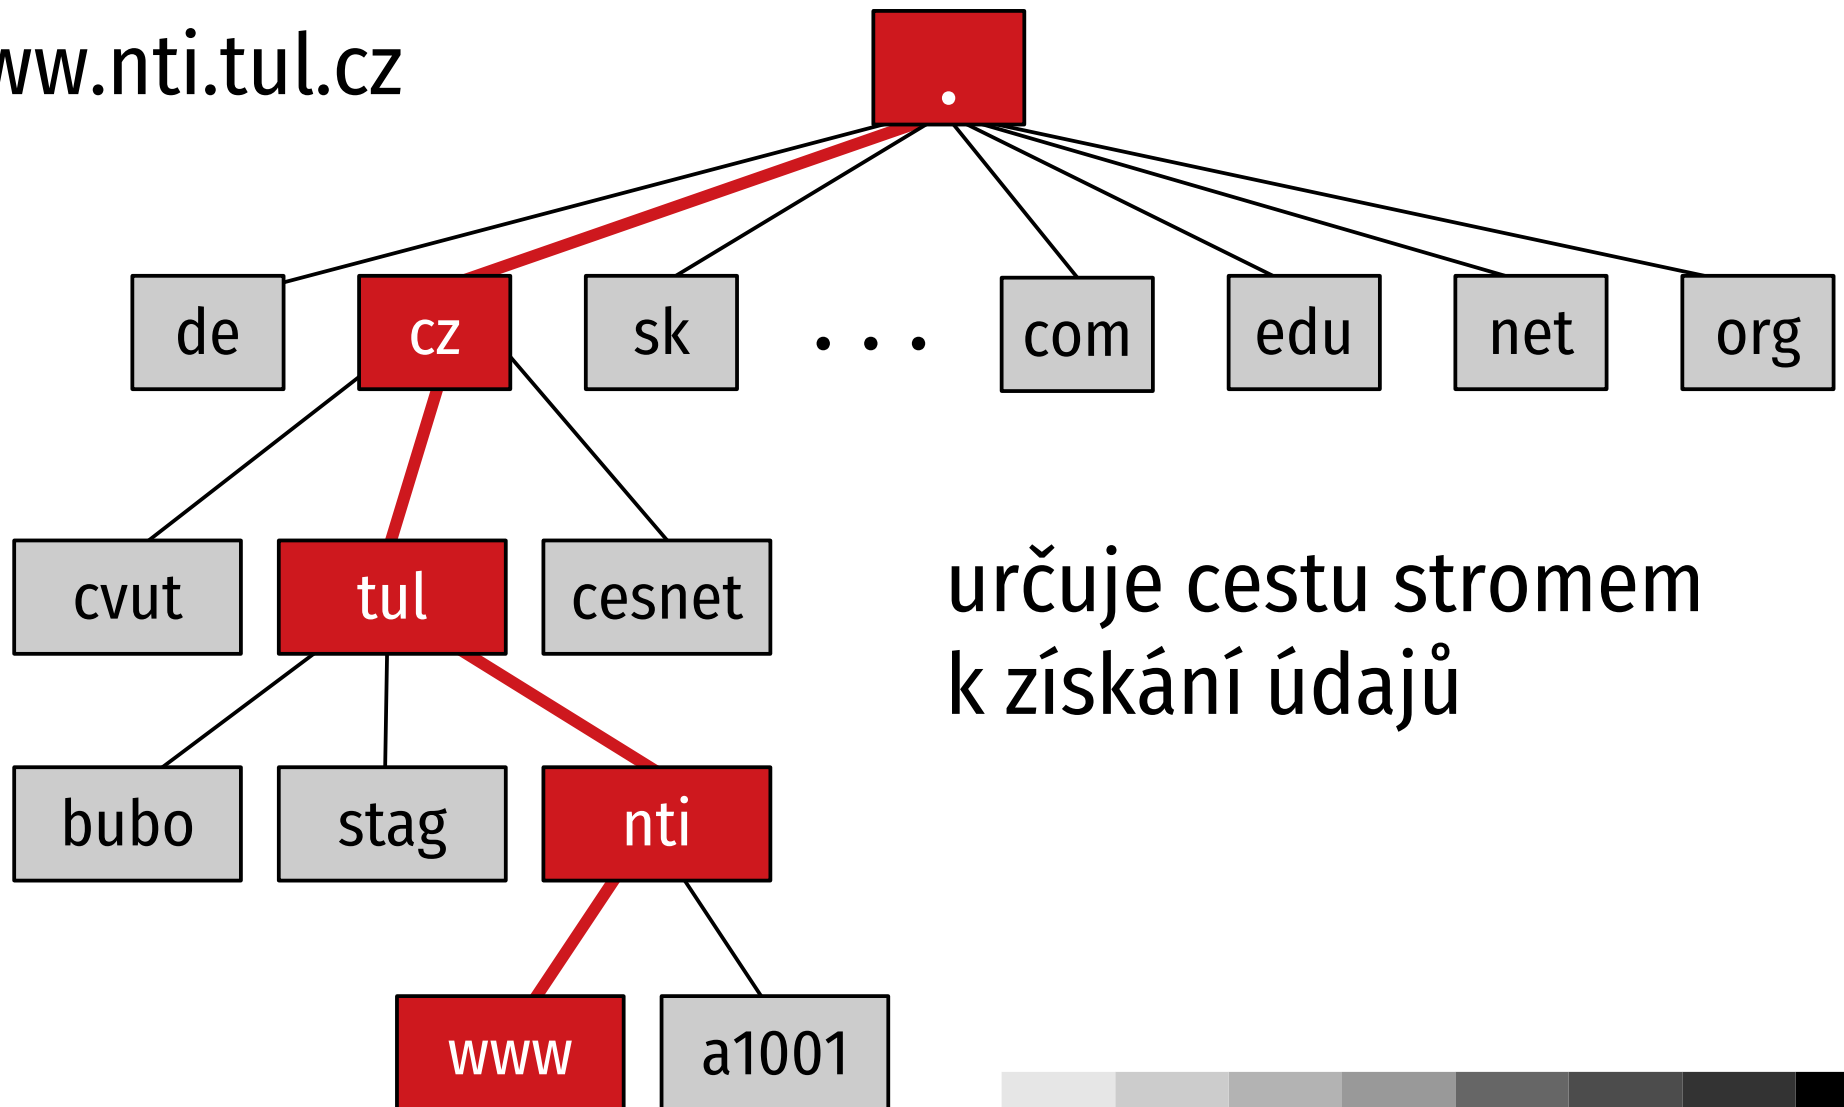 ww.nti.tul.cz
.
de cz sk . . . com edu net org
cvut tul cesnet
určuje cestu stromem
k získání údajů
bubo stag nti
www a1001